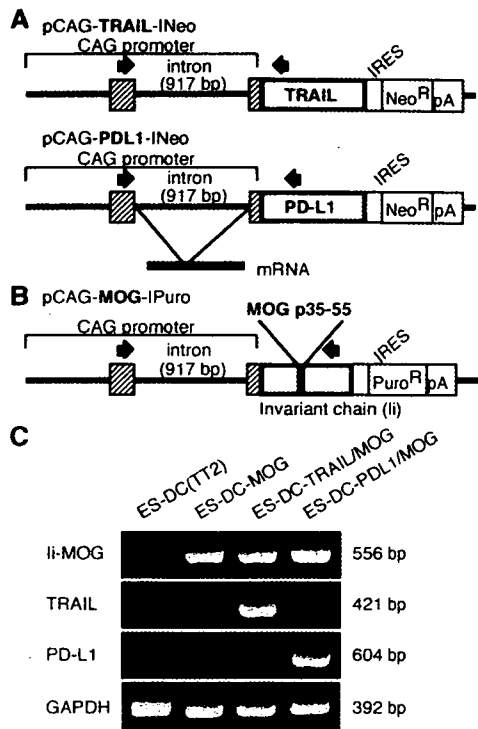 A
pCAG-TRAIL-INeo
CAG promoter
intron
(917 bp)
TRAIL
IRES
NeoR
pA
pCAG-PDL1-INeo
CAG promoter
intron
(917 bp)
PD-L1
IRES
NeoR
pA
mRNA
B
pCAG-MOG-IPuro
MOG p35-55
CAG promoter
intron
(917 bp)
IRES
PuroR
pA
Invariant chain (Ii)
C
ES-DC(TT2)
ES-DC-MOG
ES-DC-TRAIL/MOG
ES-DC-PDL1/MOG
Ii-MOG 556 bp
TRAIL 421 bp
PD-L1 604 bp
GAPDH 392 bp